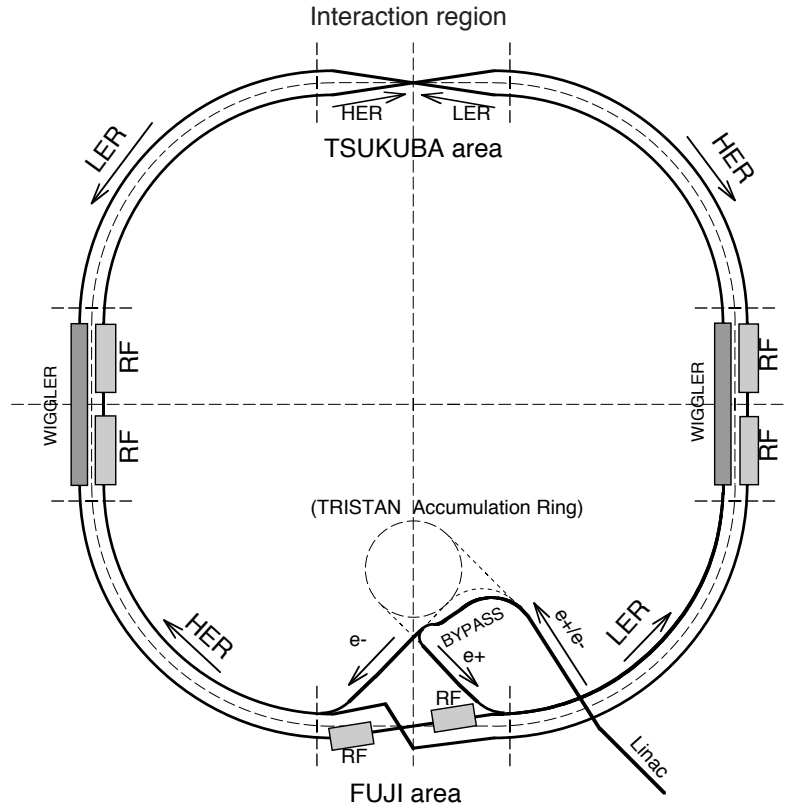 Interaction region
HER
LER
TSUKUBA area
LER
HER
WIGGLER
RF
RF
WIGGLER
RF
RF
(TRISTAN Accumulation Ring)
HER
e-
BYPASS
e+
e+/e-
LER
RF
RF
Linac
FUJI area